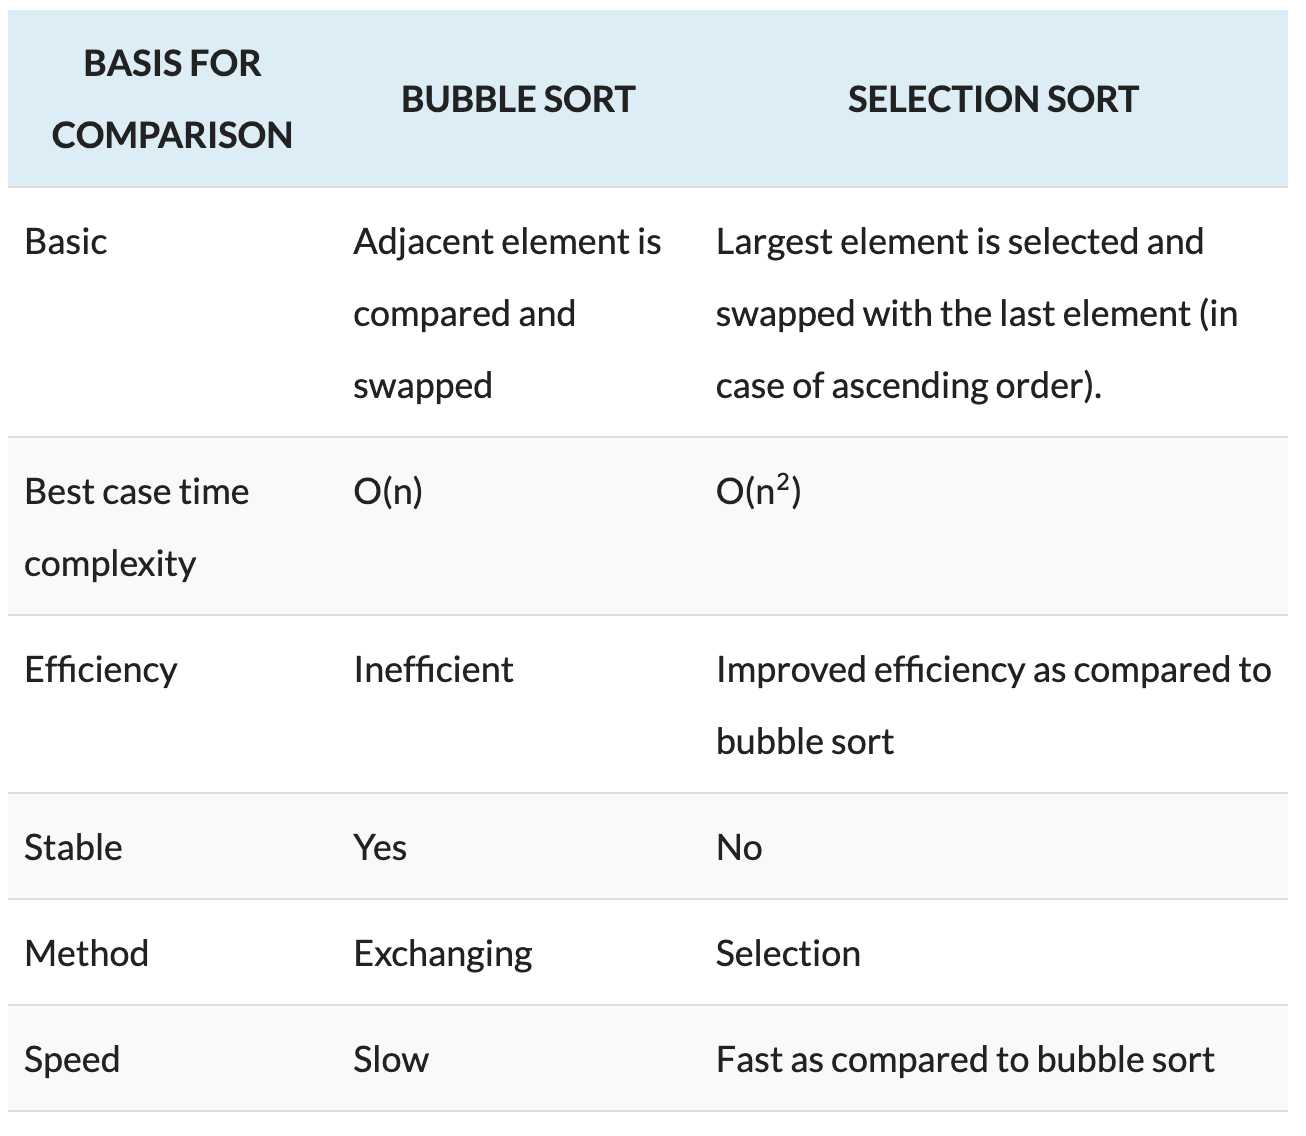 BASIS FOR
COMPARISON
BUBBLE SORT
SELECTION SORT
Basic
Adjacent element is
compared and
swapped
Largest element is selected and
swapped with the last element (in
case of ascending order).
Best case time
complexity
O(n)
O(n²)
Efficiency
Inefficient
Improved efficiency as compared to
bubble sort
Stable
Yes
No
Method
Exchanging
Selection
Speed
Slow
Fast as compared to bubble sort